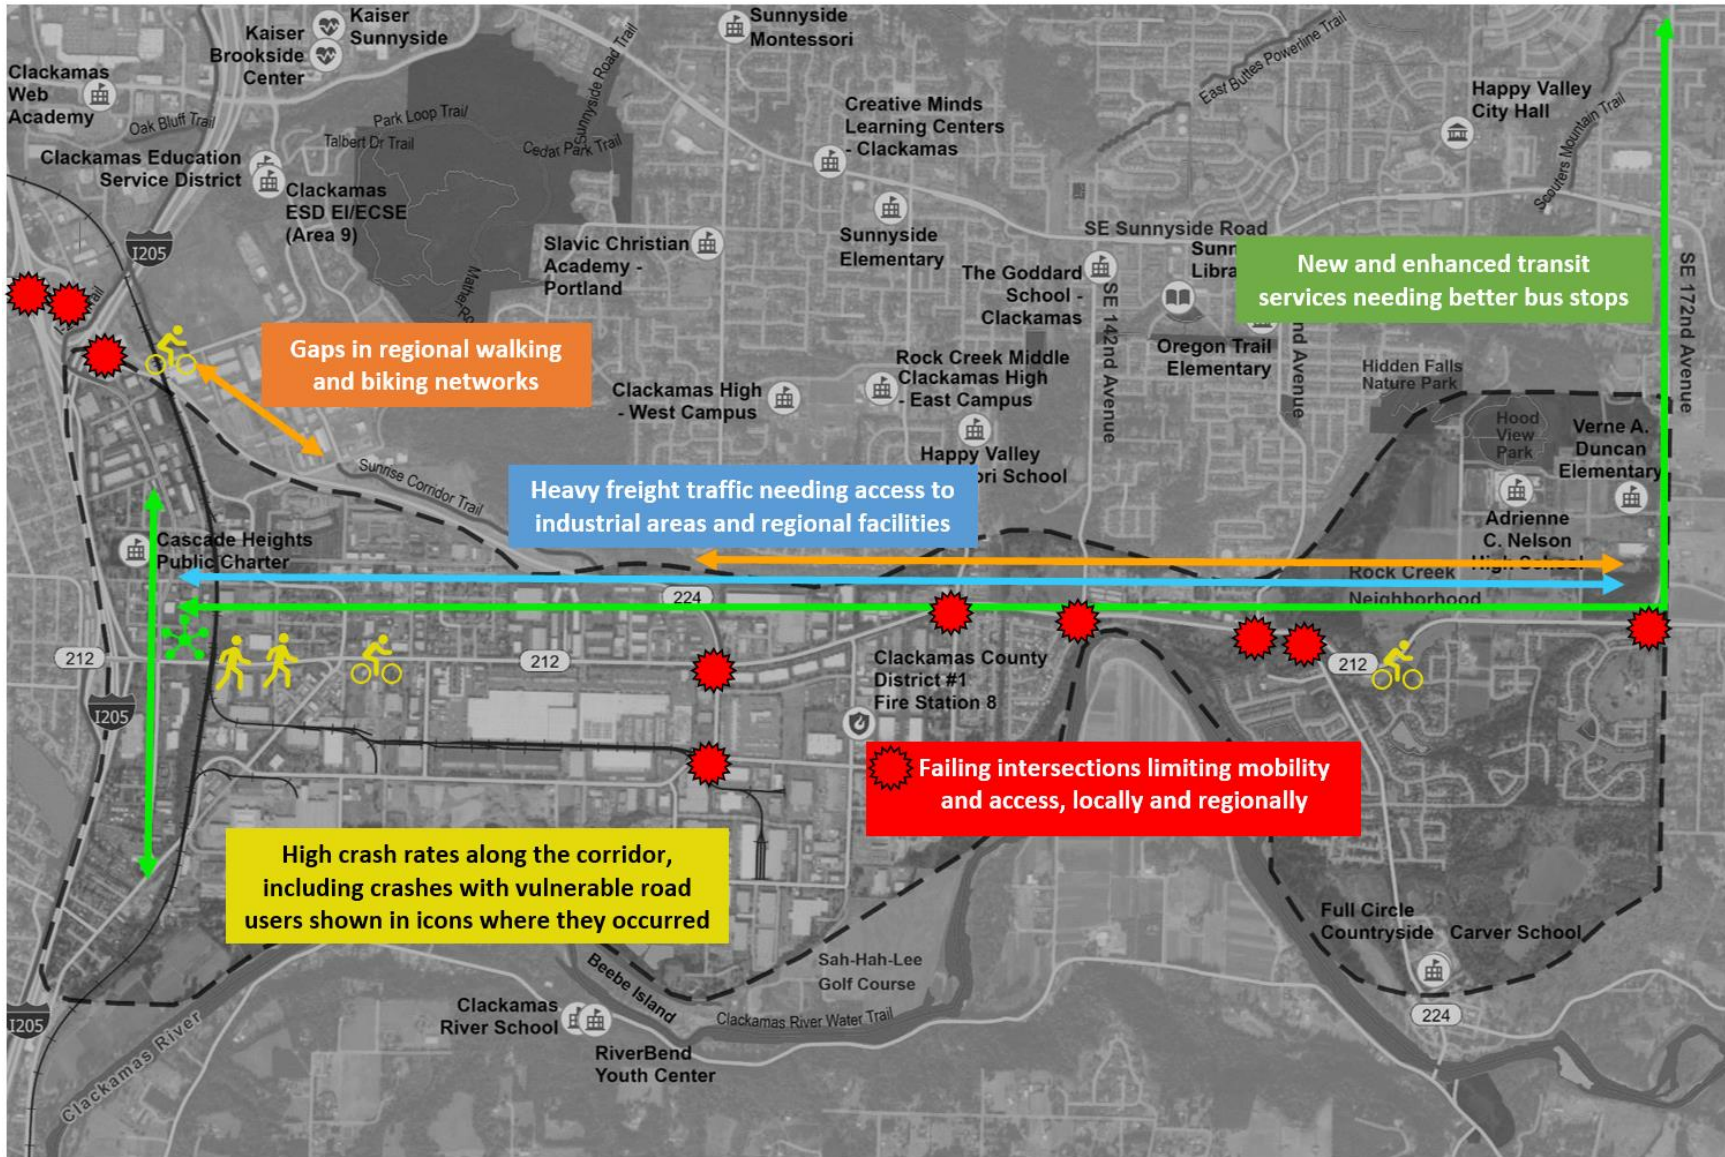 Kaiser
Sunnyside
Kaiser
Brookside
Center
Sunnyside
Montessori
Clackamas
Web
Academy
Oak Bluff Trail
Park Loop Trail/
Talbert Dr Trail
Sunnyside Road Trail
Cedar Park Trail
East Buttes Powerline Trail
Creative Minds
Learning Centers
- Clackamas
Happy Valley
City Hall
Scouters Mountain Trail
Clackamas Education
Service District
Clackamas
ESD EI/ECSE
(Area 9)
I205
Slavic Christian
Academy -
Portland
Mather
Sunnyside
Elementary
SE Sunnyside Road
The Goddard
School -
Clackamas
SE 142nd Avenue
New and enhanced transit
services needing better bus stops
SE 172nd Avenue
Oregon Trail
Elementary
nd Avenue
Gaps in regional walking
and biking networks
Rock Creek Middle
Clackamas High
- East Campus
Clackamas High
- West Campus
Happy Valley
ori School
Hidden Falls
Nature Park
Hood
View
Park
Verne A.
Duncan
Elementary
Sunrise Corridor Trail
Heavy freight traffic needing access to
industrial areas and regional facilities
Adrienne
C. Nelson
High School
Cascade Heights
Public Charter
Rock Creek
Neighborhood
224
212
212
212
I205
Clackamas County
District #1
Fire Station 8
Failing intersections limiting mobility
and access, locally and regionally
High crash rates along the corridor,
including crashes with vulnerable road
users shown in icons where they occurred
Full Circle
Countryside
Carver School
Sah-Hah-Lee
Golf Course
Beebe Island
Clackamas River Water Trail
Clackamas
River School
RiverBend
Youth Center
Clackamas River
I205
224